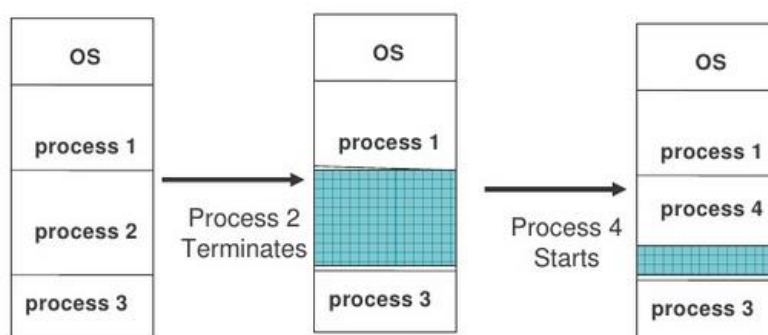 OS
process 1
process 2
process 3
Process 2
Terminates
OS
process 1
process 3
Process 4
Starts
OS
process 1
process 4
process 3